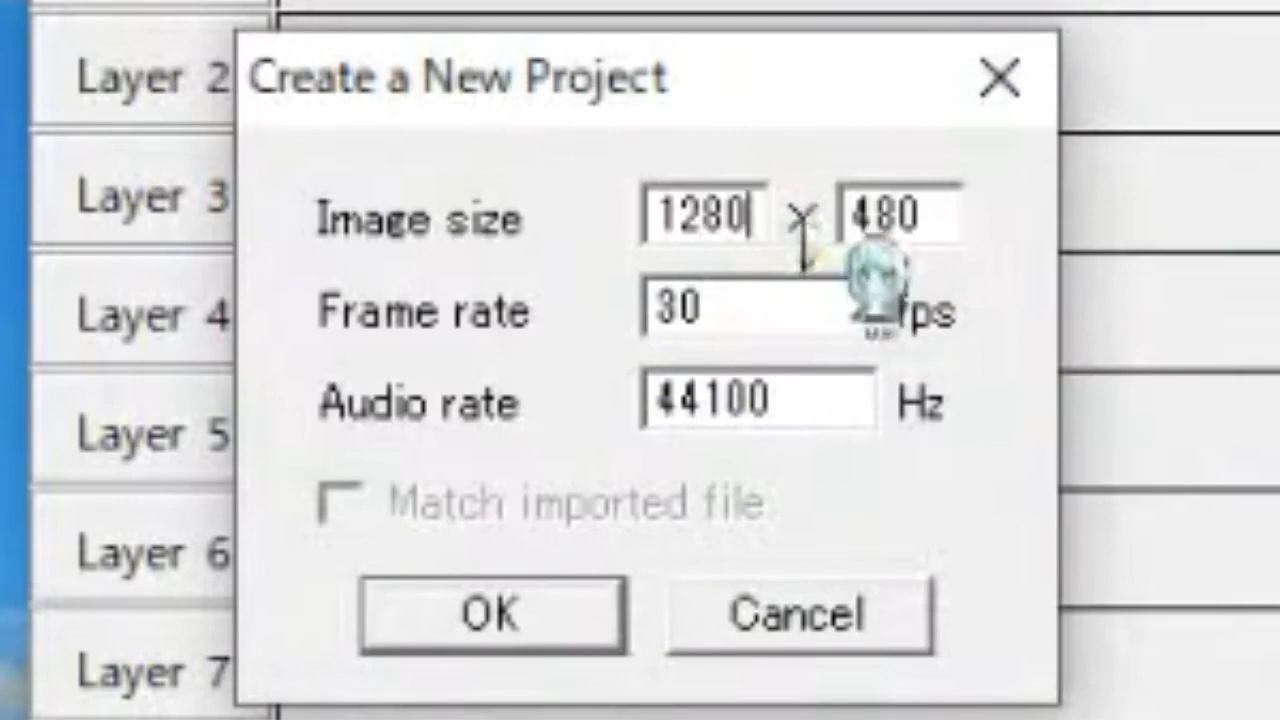 Layer 2
Create a New Project
Layer 3
Image size 1280 × 480
Layer 4
Frame rate 30 fps
Audio rate 44100 Hz
Layer 5
Match imported file
Layer 6
OK Cancel
Layer 7